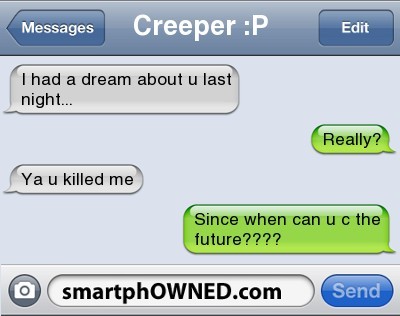 Messages
Creeper :P
Edit
I had a dream about u last
night...
Really?
Ya u killed me
Since when can u c the
future????
smartphOWNED.com
Send